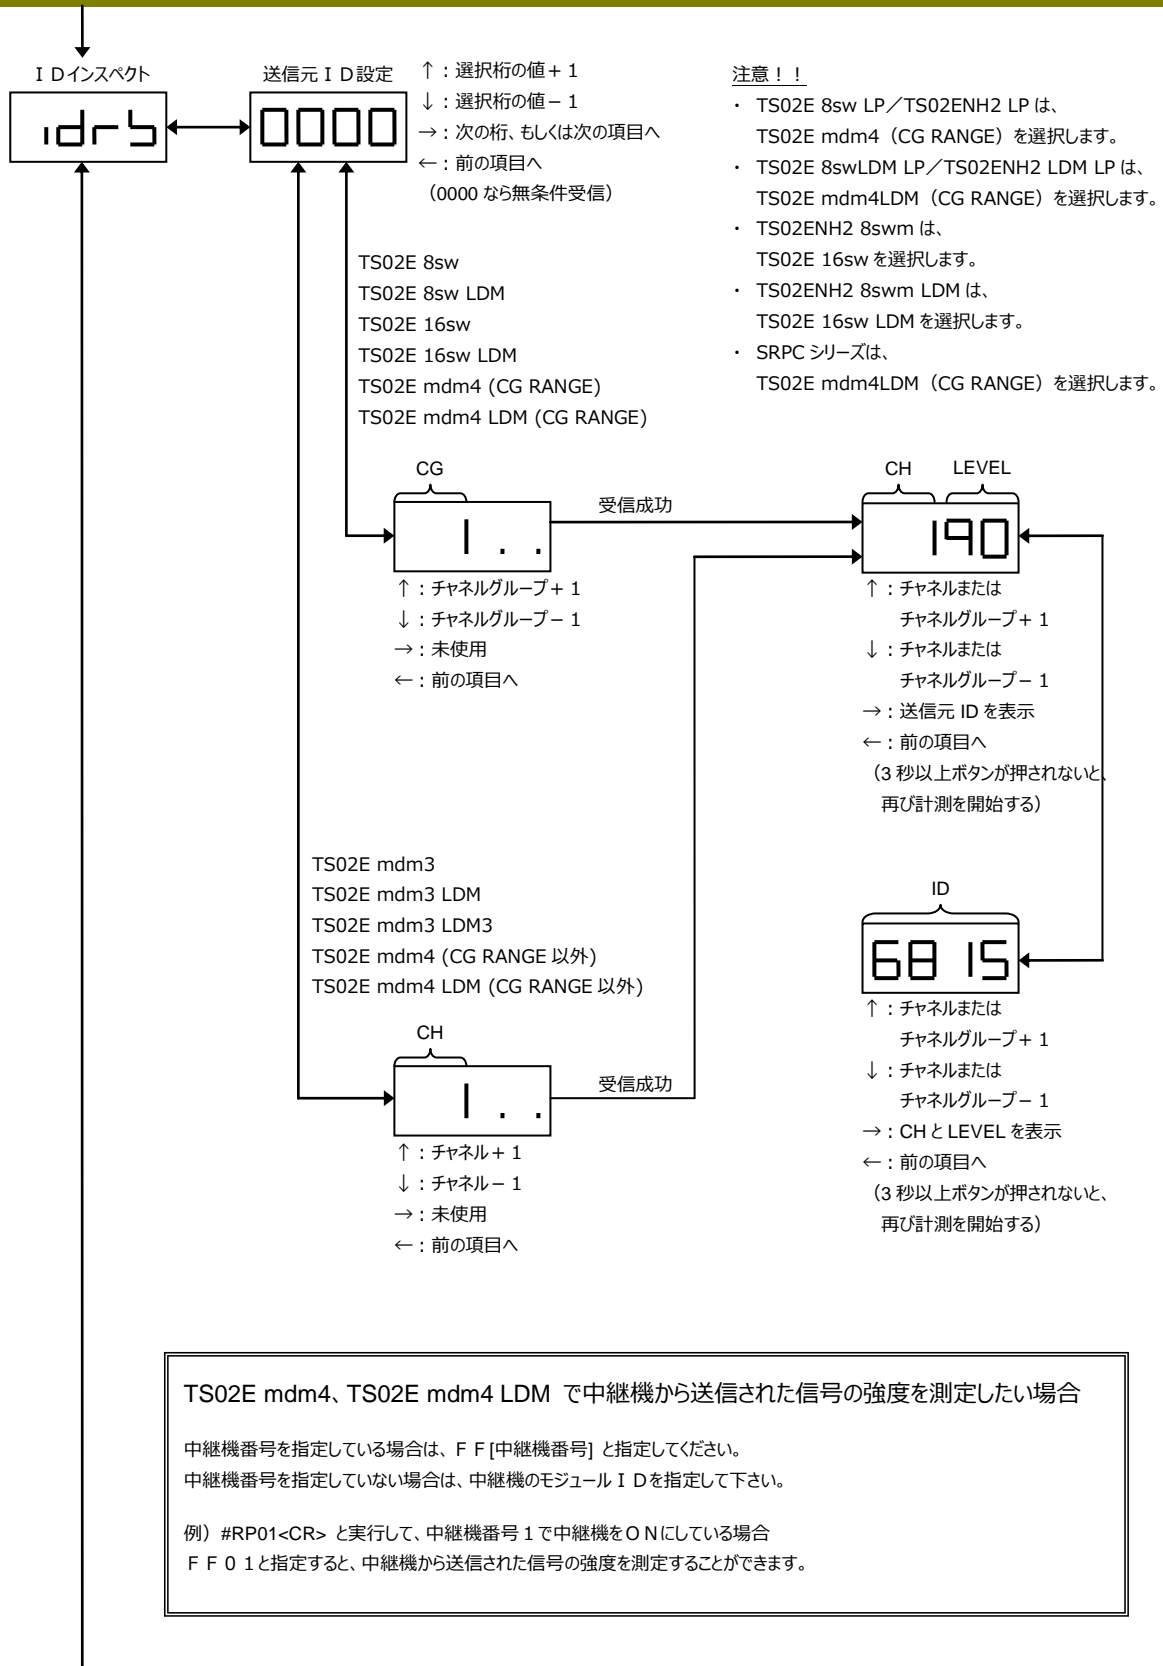 ＩＤインスペクト
idrb
送信元ＩＤ設定
0000
↑：選択桁の値＋１
↓：選択桁の値－１
→：次の桁、もしくは次の項目へ
←：前の項目へ
（0000 なら無条件受信）
注意！！
・ TS02E 8sw LP／TS02ENH2 LP は、
TS02E mdm4（CG RANGE）を選択します。
・ TS02E 8swLDM LP／TS02ENH2 LDM LP は、
TS02E mdm4LDM（CG RANGE）を選択します。
・ TS02ENH2 8swm は、
TS02E 16sw を選択します。
・ TS02ENH2 8swm LDM は、
TS02E 16sw LDM を選択します。
・ SRPC シリーズは、
TS02E mdm4LDM（CG RANGE）を選択します。
TS02E 8sw
TS02E 8sw LDM
TS02E 16sw
TS02E 16sw LDM
TS02E mdm4 (CG RANGE)
TS02E mdm4 LDM (CG RANGE)
CG
1..
↑：チャネルグループ＋１
↓：チャネルグループ－１
→：未使用
←：前の項目へ
受信成功
CH LEVEL
190
↑：チャネルまたは
チャネルグループ＋１
↓：チャネルまたは
チャネルグループ－１
→：送信元 ID を表示
←：前の項目へ
（3 秒以上ボタンが押されないと、
再び計測を開始する）
TS02E mdm3
TS02E mdm3 LDM
TS02E mdm3 LDM3
TS02E mdm4 (CG RANGE 以外)
TS02E mdm4 LDM (CG RANGE 以外)
CH
1..
↑：チャネル＋１
↓：チャネル－１
→：未使用
←：前の項目へ
受信成功
ID
6815
↑：チャネルまたは
チャネルグループ＋１
↓：チャネルまたは
チャネルグループ－１
→：CH と LEVEL を表示
←：前の項目へ
（3 秒以上ボタンが押されないと、
再び計測を開始する）
TS02E mdm4、TS02E mdm4 LDM で中継機から送信された信号の強度を測定したい場合
中継機番号を指定している場合は、ＦＦ[中継機番号] と指定してください。
中継機番号を指定していない場合は、中継機のモジュールＩＤを指定して下さい。
例）#RP01<CR> と実行して、中継機番号１で中継機をＯＮにしている場合
ＦＦ０１と指定すると、中継機から送信された信号の強度を測定することができます。